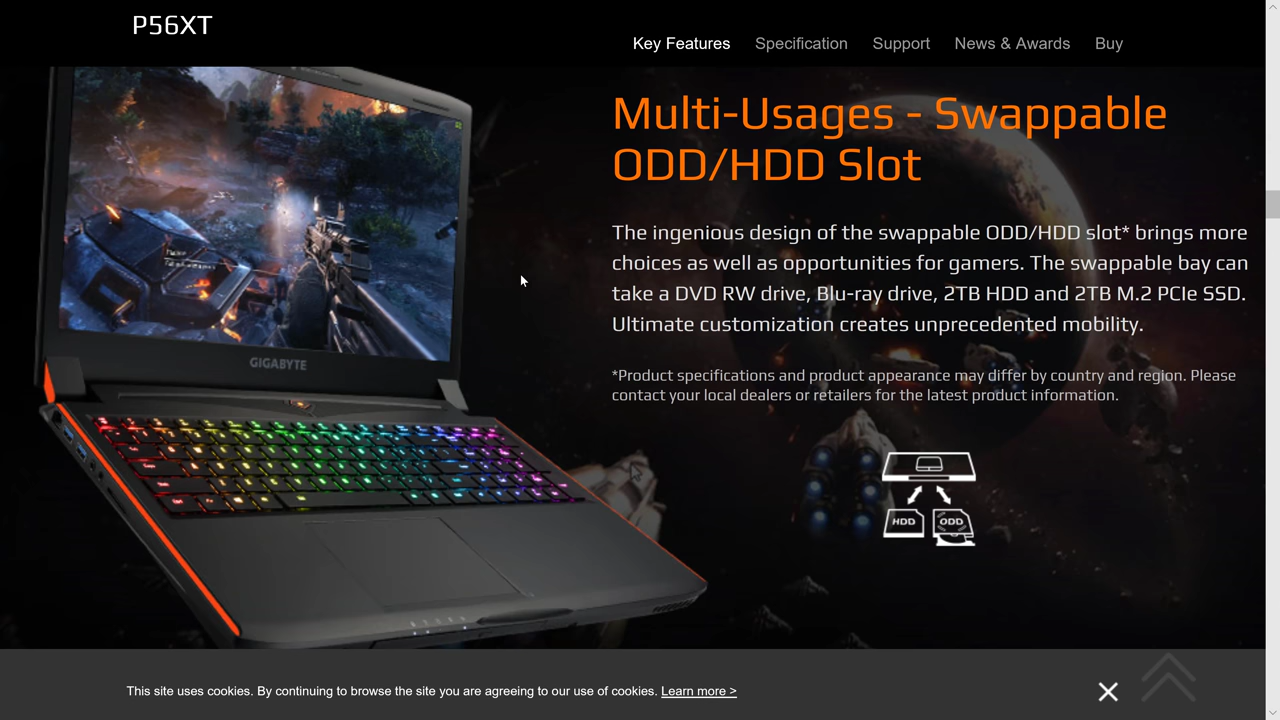 P56XT
Key Features
Specification
Support
News & Awards
Buy
Multi-Usages - Swappable
ODD/HDD Slot
The ingenious design of the swappable ODD/HDD slot* brings more
choices as well as opportunities for gamers. The swappable bay can
take a DVD RW drive, Blu-ray drive, 2TB HDD and 2TB M.2 PCIe SSD.
Ultimate customization creates unprecedented mobility.
*Product specifications and product appearance may differ by country and region. Please
contact your local dealers or retailers for the latest product information.
GIGABYTE
HDD
ODD
This site uses cookies. By continuing to browse the site you are agreeing to our use of cookies. Learn more >